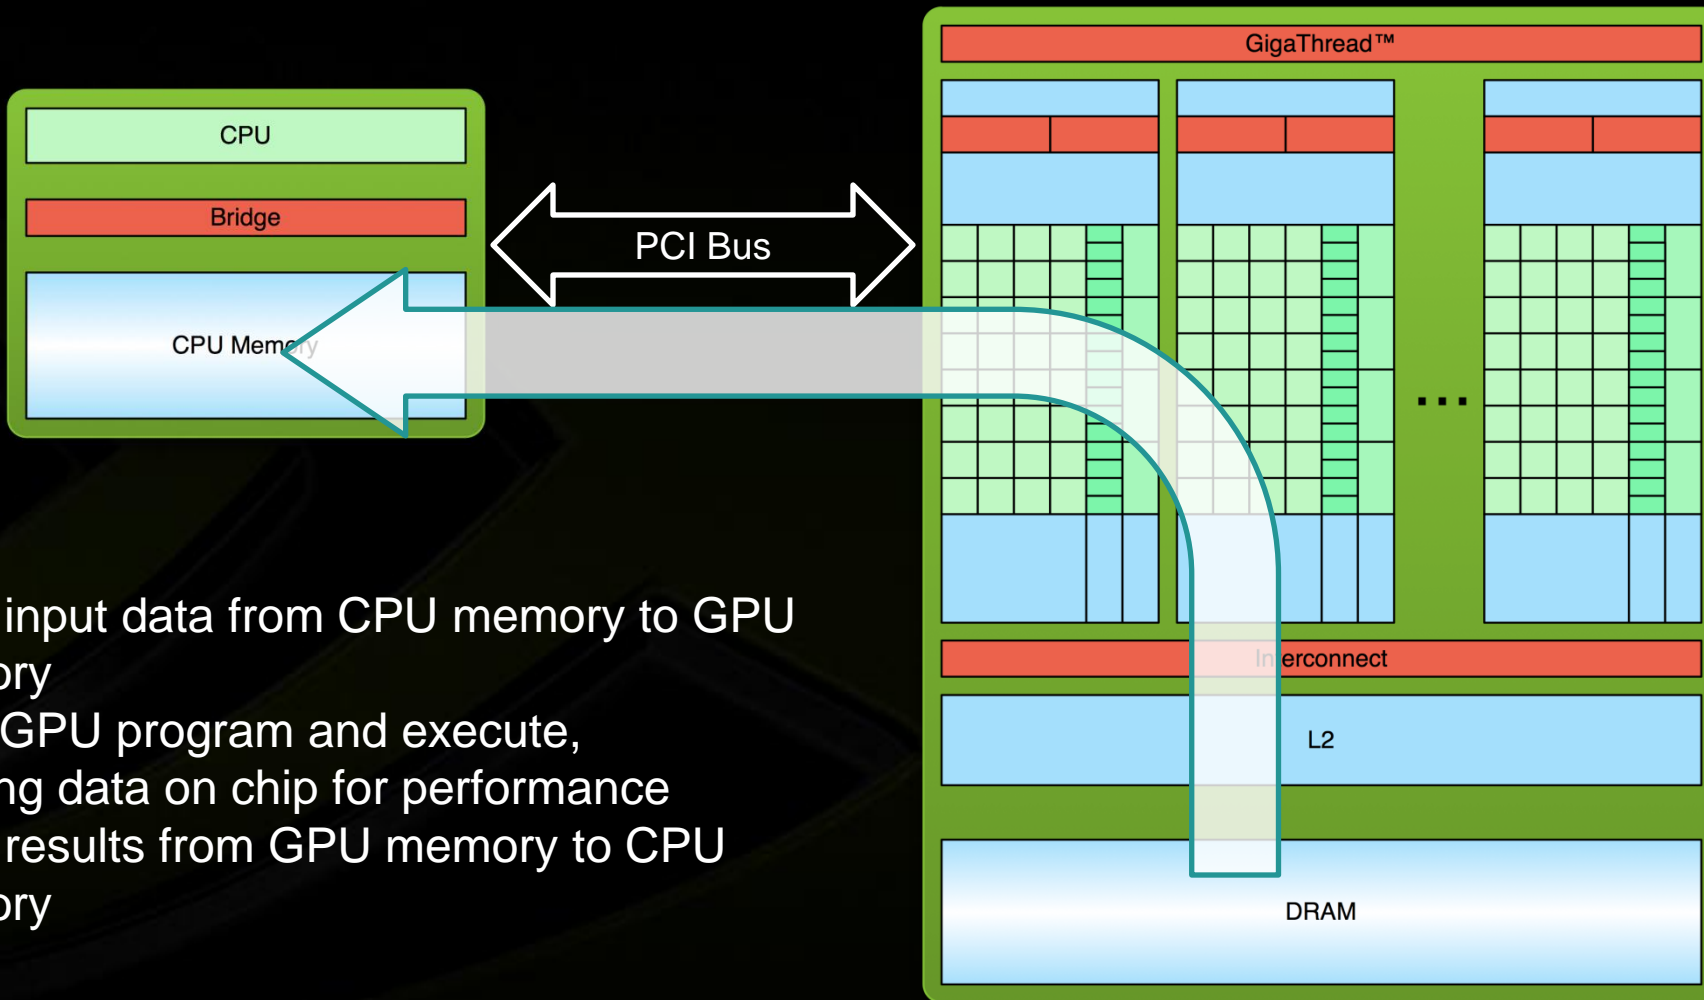 GigaThread™
CPU
Bridge
PCI Bus
CPU Memory
...
input data from CPU memory to GPU
ory
GPU program and execute,
ng data on chip for performance
results from GPU memory to CPU
ory
Interconnect
L2
DRAM